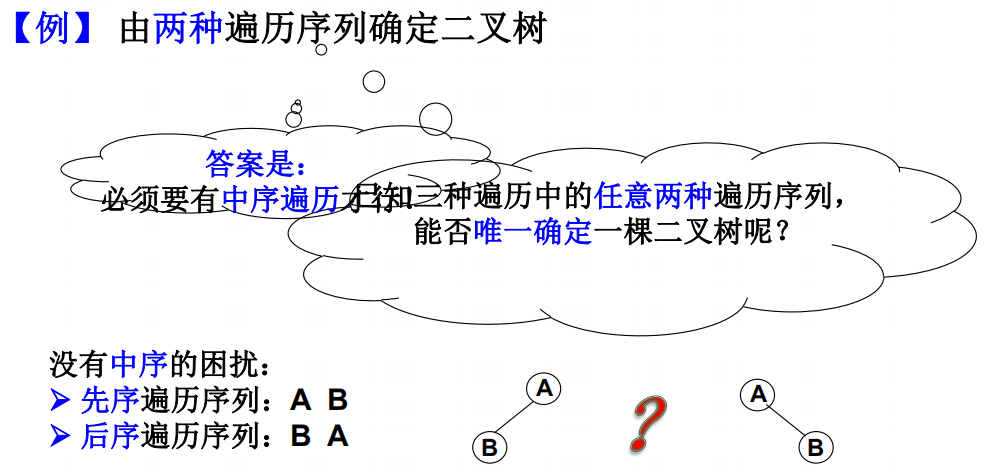 【例】 由两种遍历序列确定二叉树
答案是：
必须要有中序遍历才行
已知三种遍历中的任意两种遍历序列，
能否唯一确定一棵二叉树呢？
没有中序的困扰：
➢ 先序遍历序列：A B
➢ 后序遍历序列：B A
A
B
?
A
B